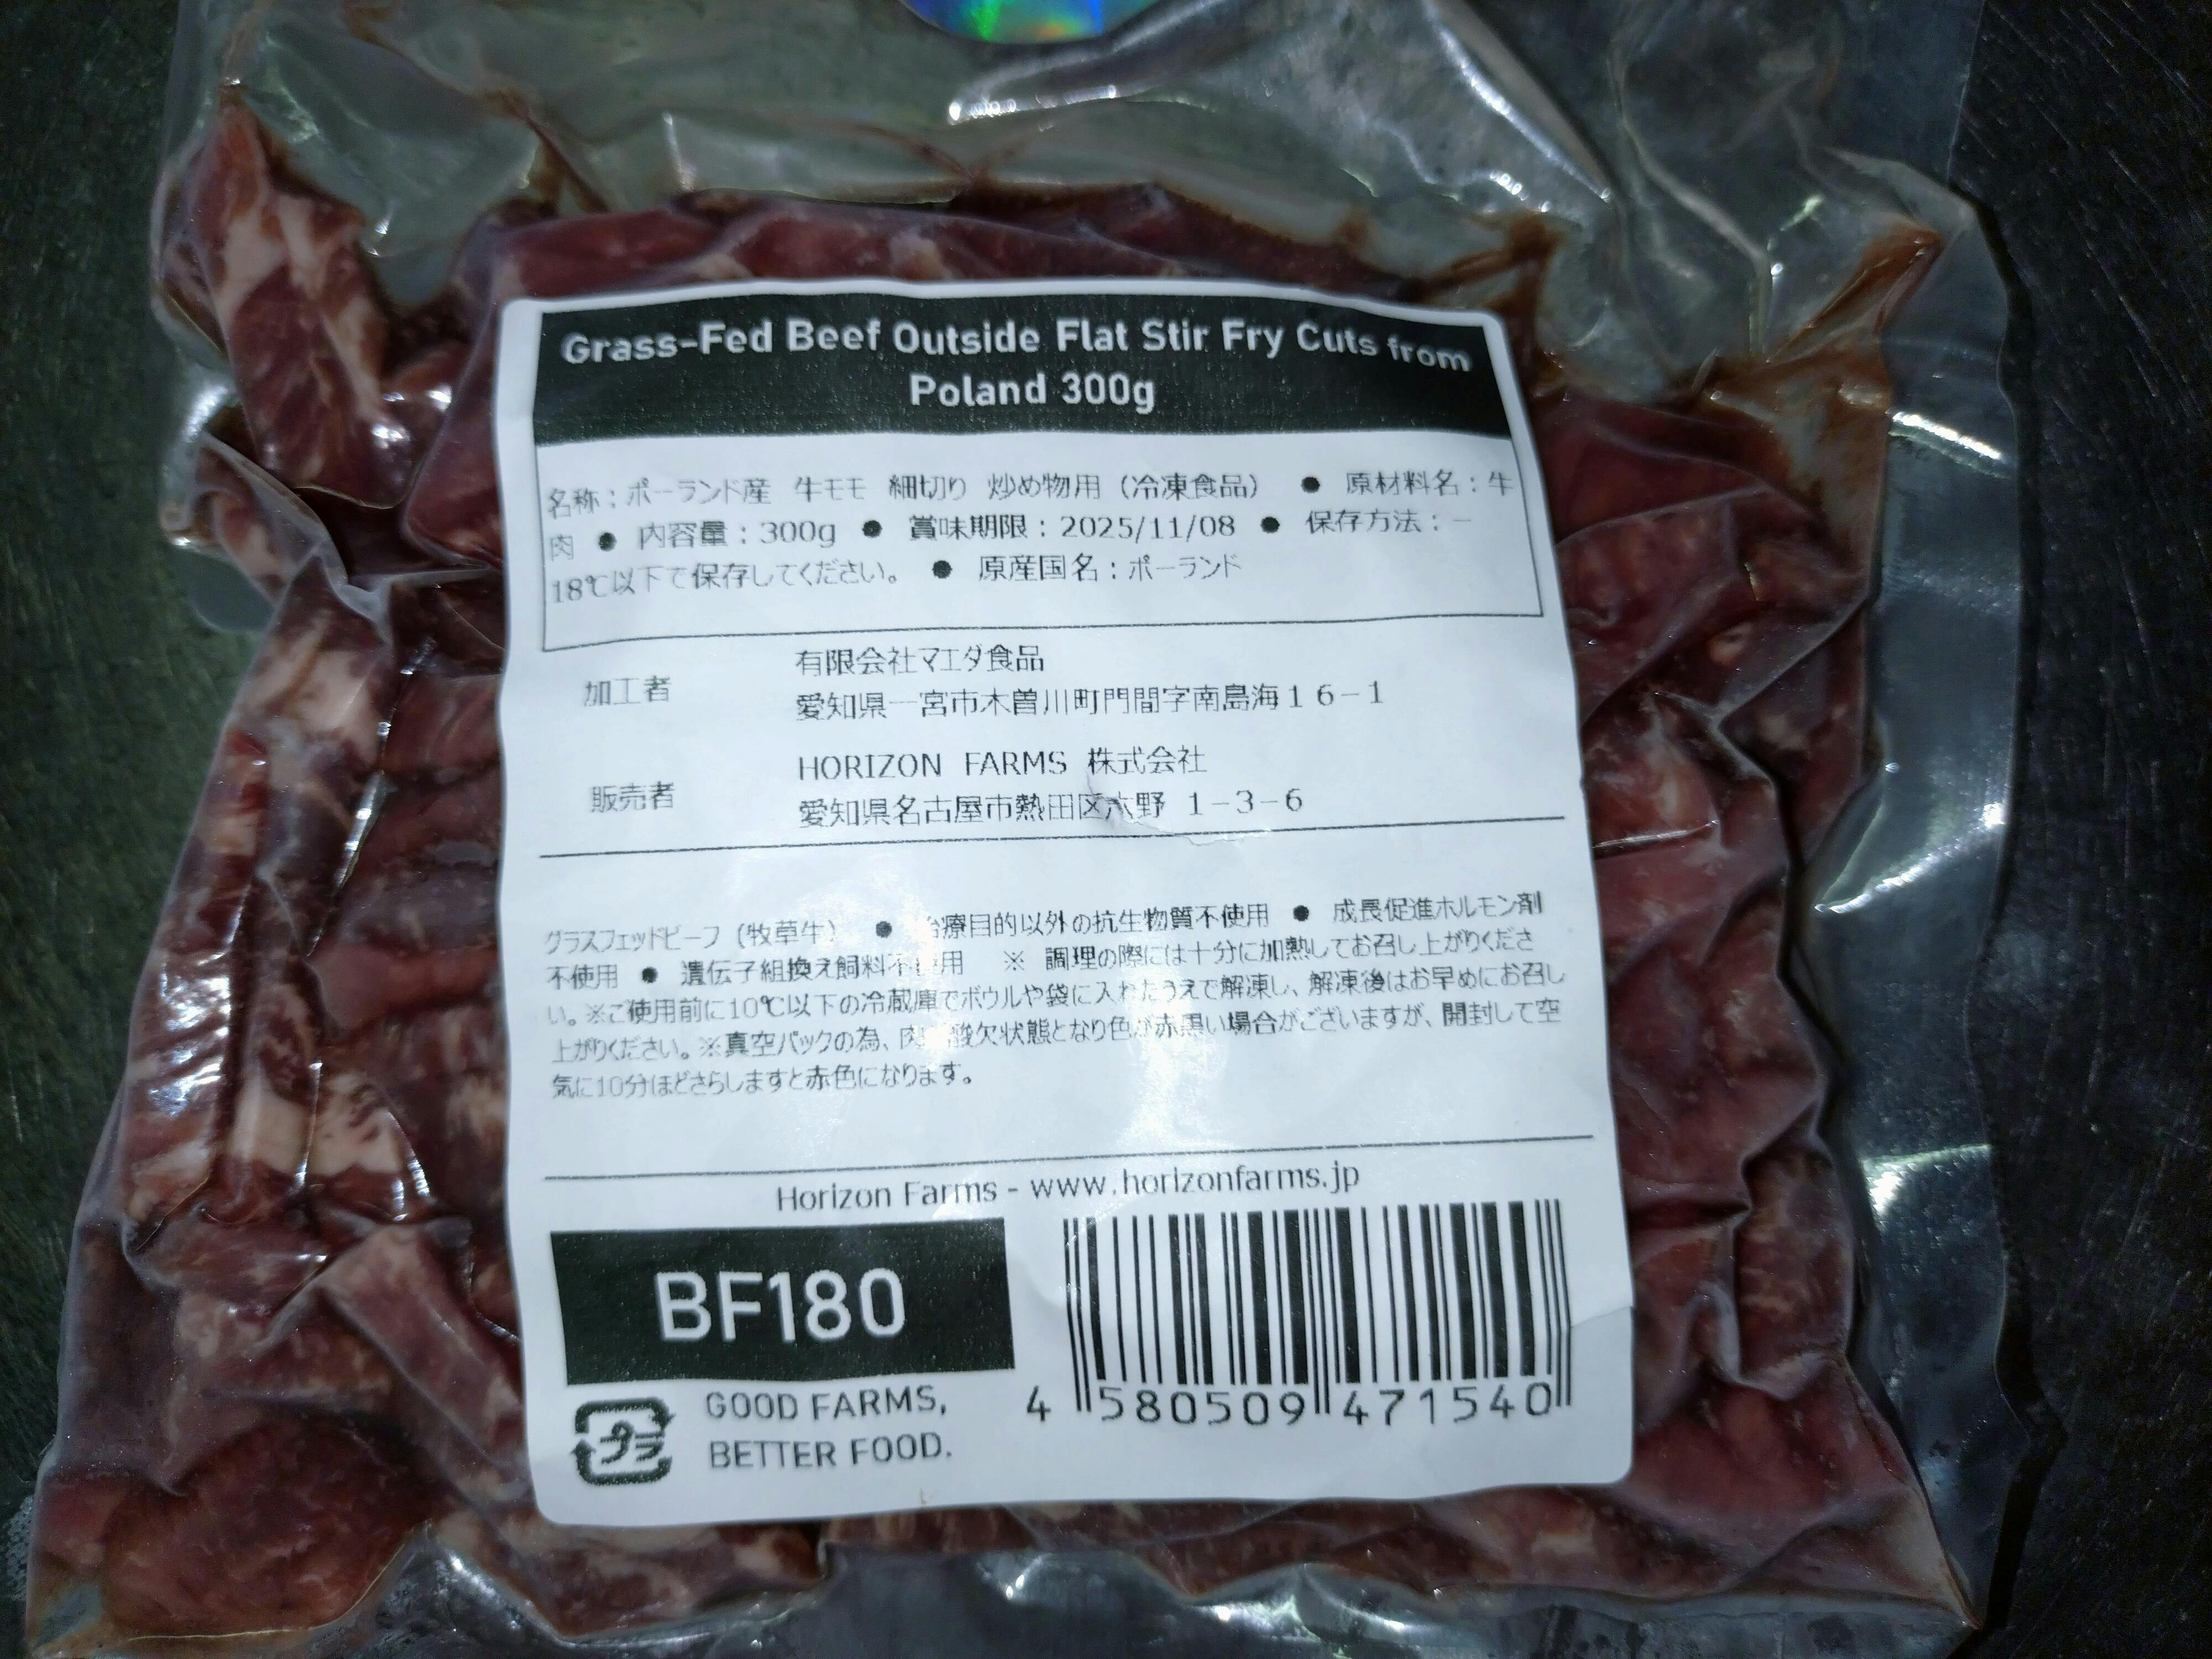 Grass-Fed Beef Outside Flat Stir Fry Cuts from
Poland 300g
名称：ポーランド産 牛モモ 細切り 炒め物用（冷凍食品） ● 原材料名：牛
肉 ● 内容量：300g ● 賞味期限：2025/11/08 ● 保存方法：－
18℃以下で保存してください。 ● 原産国名：ポーランド
加工者
有限会社マエダ食品
愛知県一宮市木曽川町門間字南島海１６－１
販売者
HORIZON FARMS 株式会社
愛知県名古屋市熱田区六野 １－３－６
グラスフェッドビーフ（牧草牛） ● 治療目的以外の抗生物質不使用 ● 成長促進ホルモン剤
不使用 ● 遺伝子組換え飼料不使用 ※ 調理の際には十分に加熱してお召し上がりくださ
い。※ご使用前に10℃以下の冷蔵庫でボウルや袋に入れたうえで解凍し、解凍後はお早めにお召し
上がりください。※真空パックの為、肉 酸欠状態となり色が赤黒い場合がございますが、開封して空
気に10分ほどさらしますと赤色になります。
Horizon Farms - www.horizonfarms.jp
BF180
プラ
GOOD FARMS,
BETTER FOOD.
4 580509 471540